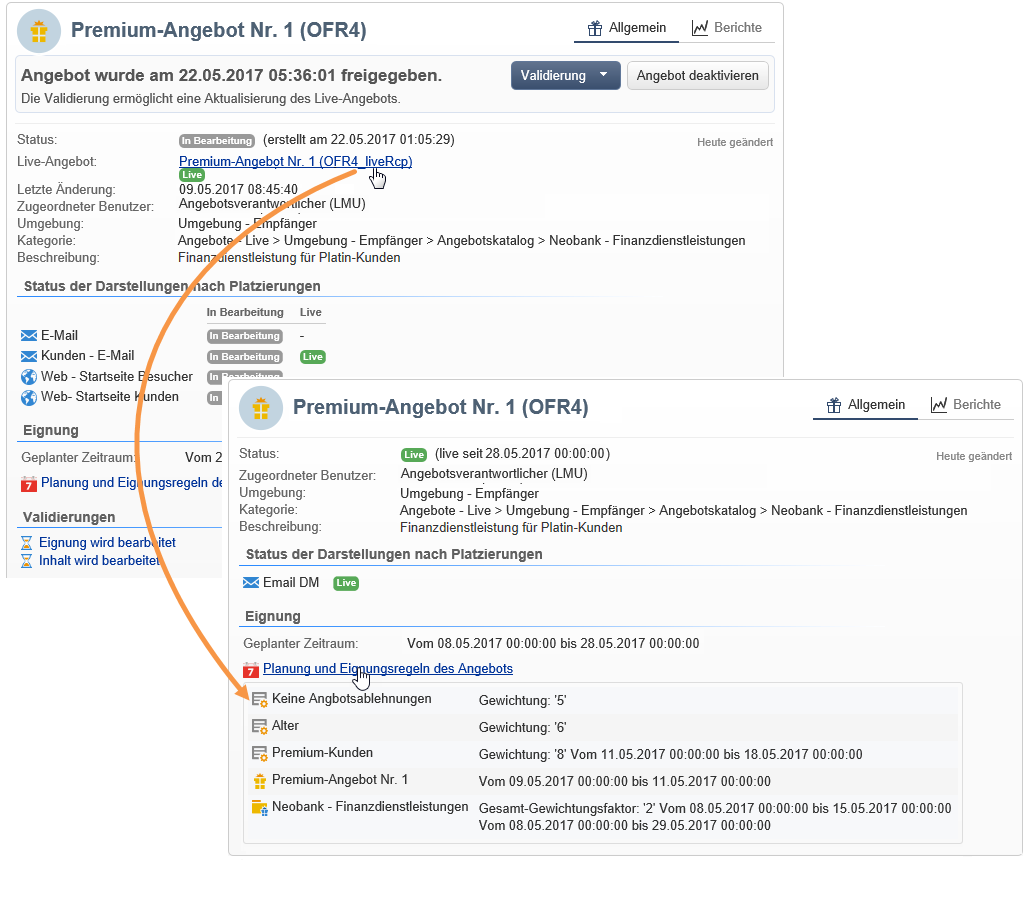 Premium-Angebot Nr. 1 (OFR4)
Allgemein
Berichte
Angebot wurde am 22.05.2017 05:36:01 freigegeben.
Die Validierung ermöglicht eine Aktualisierung des Live-Angebots.
Validierung
Angebot deaktivieren
Status: In Bearbeitung (erstellt am 22.05.2017 01:05:29)
Heute geändert
Live-Angebot: Premium-Angebot Nr. 1 (OFR4_liveRcp)
Live
Letzte Änderung: 09.05.2017 08:45:40
Zugeordneter Benutzer: Angebotsverantwortlicher (LMU)
Umgebung: Umgebung - Empfänger
Kategorie: Angebote - Live > Umgebung - Empfänger > Angebotskatalog > Neobank - Finanzdienstleistungen
Beschreibung: Finanzdienstleistung für Platin-Kunden
Status der Darstellungen nach Platzierungen
In Bearbeitung Live
E-Mail In Bearbeitung -
Kunden - E-Mail In Bearbeitung Live
Web - Startseite Besucher In Bearbeitung
Web- Startseite Kunden In
Eignung
Geplanter Zeitraum: Vom 2
7 Planung und Eignungsregeln de
Validierungen
Eignung wird bearbeitet
Inhalt wird bearbeitet
Premium-Angebot Nr. 1 (OFR4)
Allgemein
Berichte
Status: Live (live seit 28.05.2017 00:00:00)
Heute geändert
Zugeordneter Benutzer: Angebotsverantwortlicher (LMU)
Umgebung: Umgebung - Empfänger
Kategorie: Angebote - Live > Umgebung - Empfänger > Angebotskatalog > Neobank - Finanzdienstleistungen
Beschreibung: Finanzdienstleistung für Platin-Kunden
Status der Darstellungen nach Platzierungen
Email DM Live
Eignung
Geplanter Zeitraum: Vom 08.05.2017 00:00:00 bis 28.05.2017 00:00:00
7 Planung und Eignungsregeln des Angebots
Keine Angbotsablehnungen Gewichtung: '5'
Alter Gewichtung: '6'
Premium-Kunden Gewichtung: '8' Vom 11.05.2017 00:00:00 bis 18.05.2017 00:00:00
Premium-Angebot Nr. 1 Vom 09.05.2017 00:00:00 bis 11.05.2017 00:00:00
Neobank - Finanzdienstleistungen Gesamt-Gewichtungsfaktor: '2' Vom 08.05.2017 00:00:00 bis 15.05.2017 00:00:00
Vom 08.05.2017 00:00:00 bis 29.05.2017 00:00:00